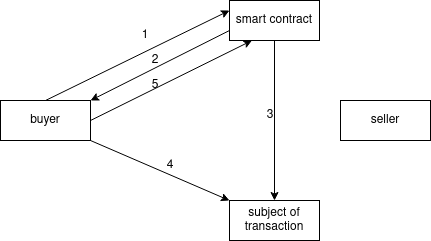 smart contract
1
2
5
buyer
3
seller
4
subject of
transaction